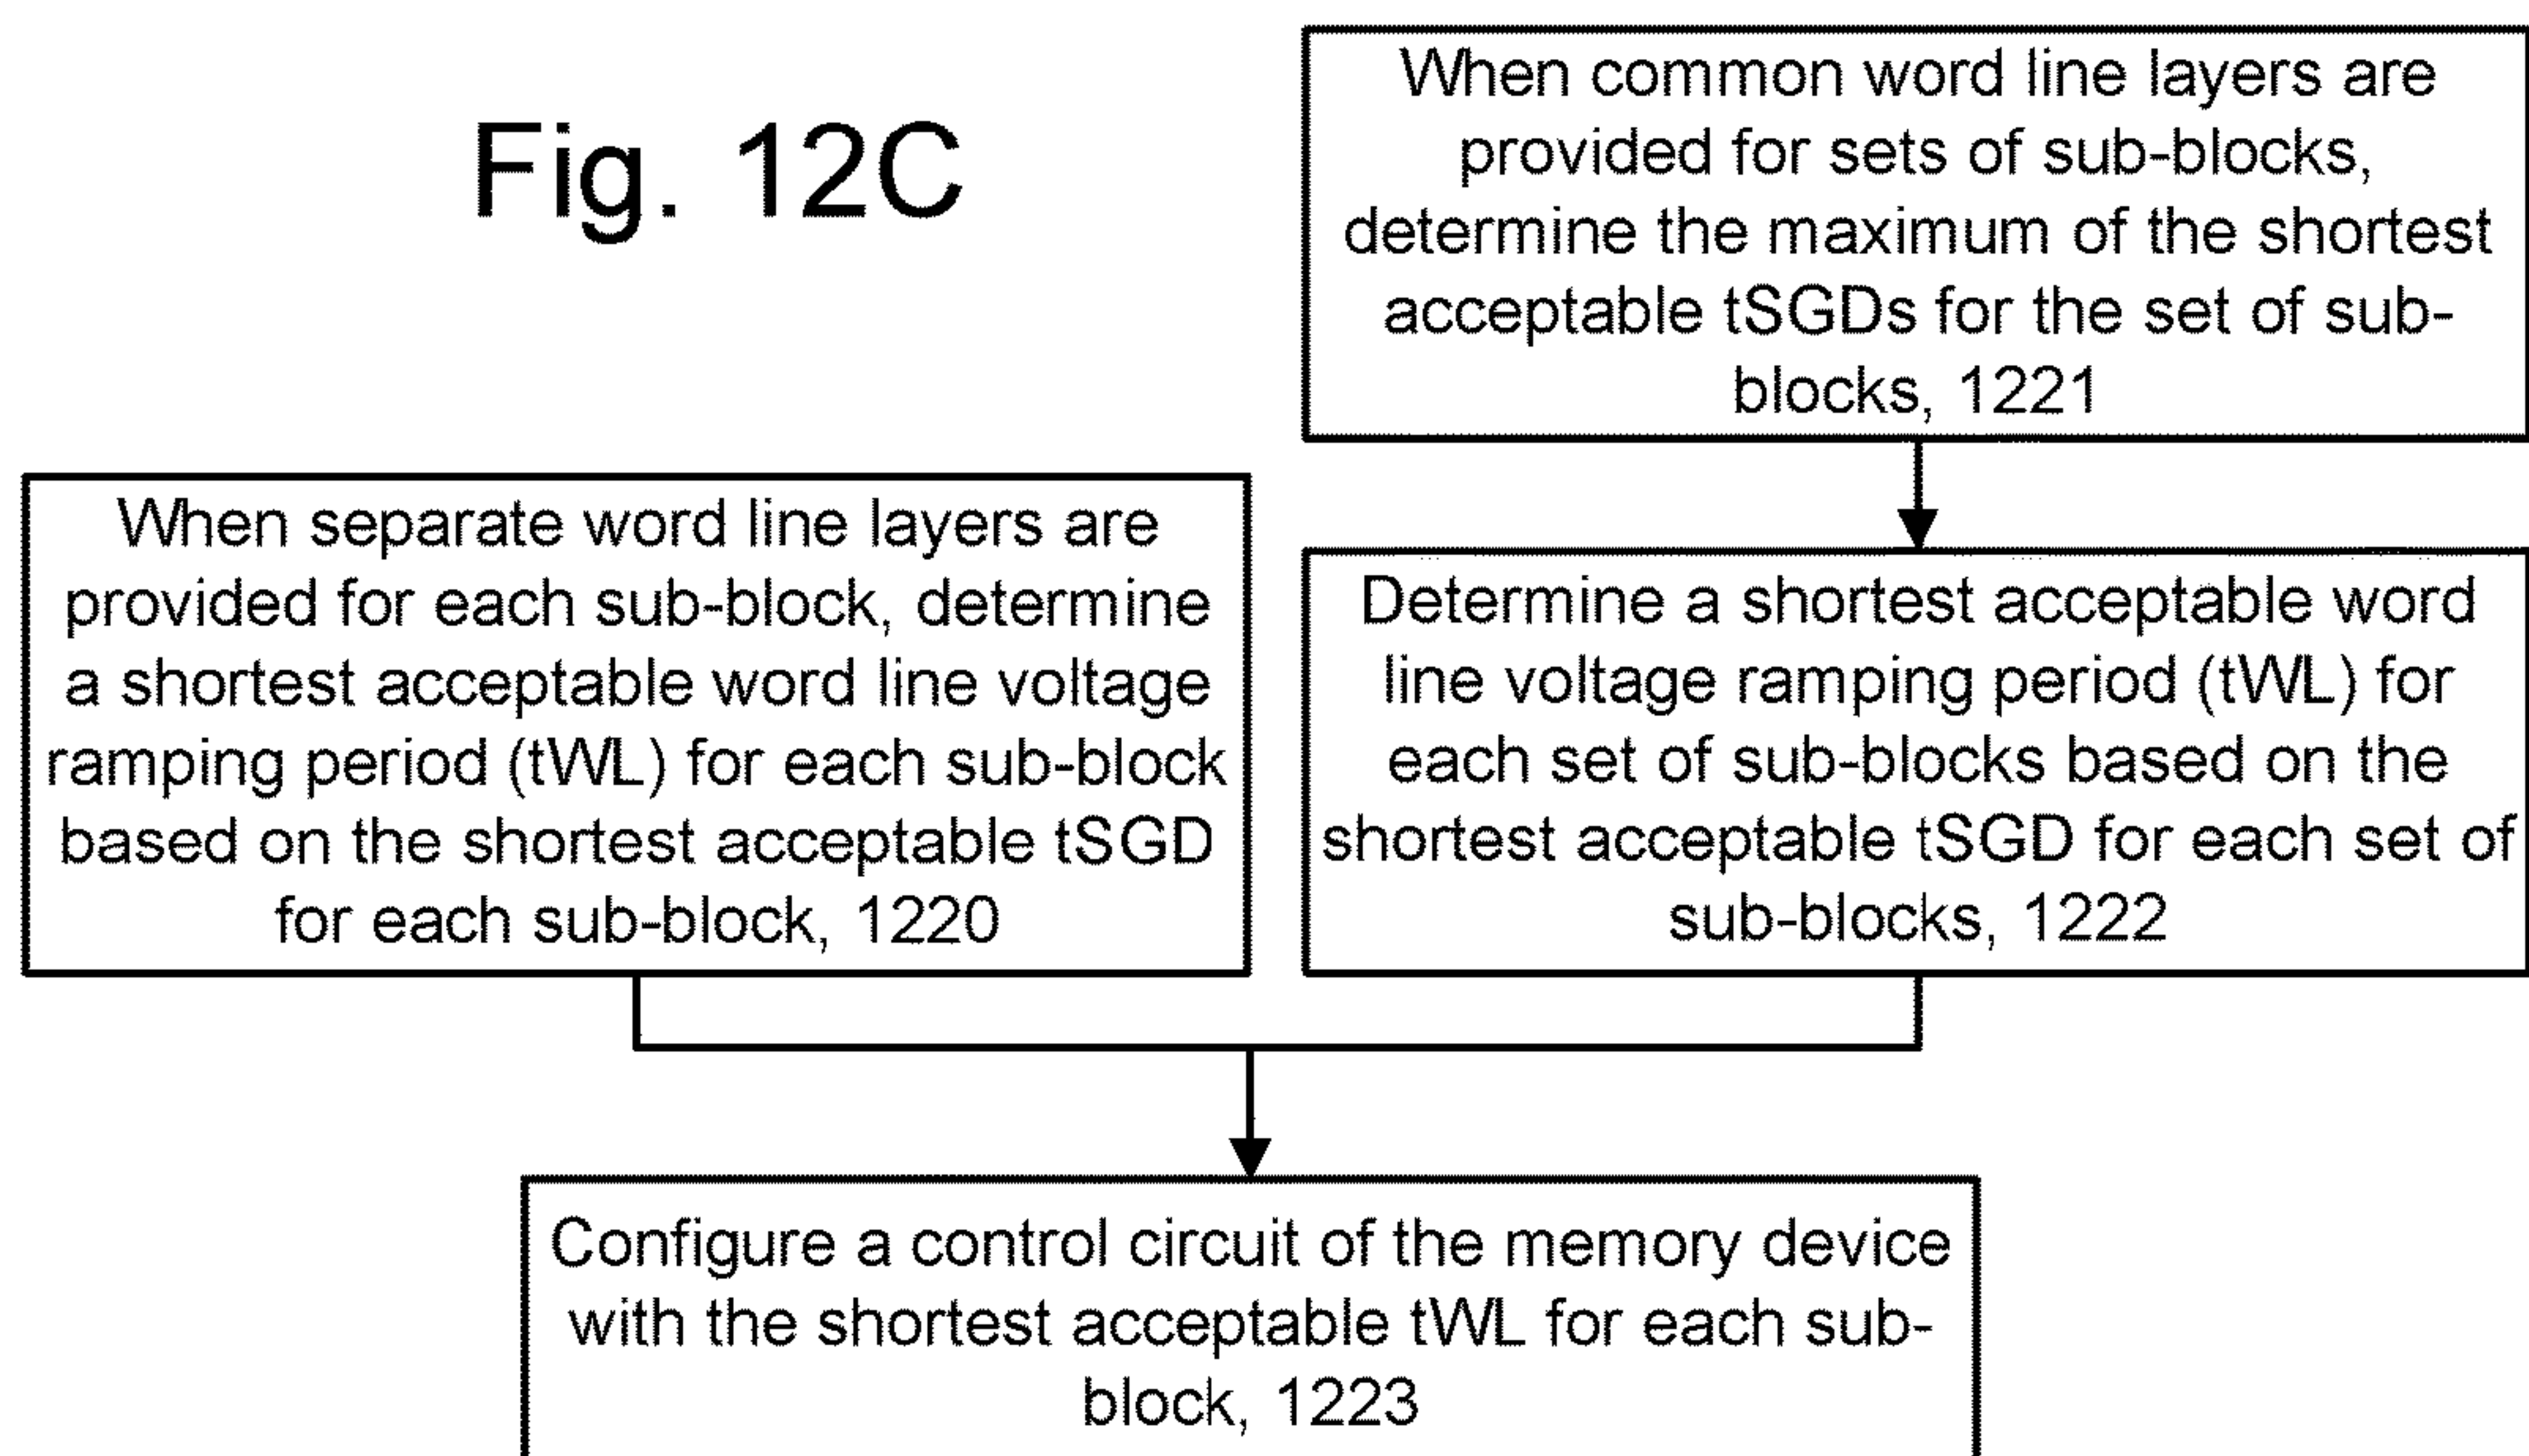 Fig. 12C
When common word line layers are
provided for sets of sub-blocks,
determine the maximum of the shortest
acceptable tSGDs for the set of sub-
blocks, 1221
When separate word line layers are
provided for each sub-block, determine
a shortest acceptable word line voltage
ramping period (tWL) for each sub-block
based on the shortest acceptable tSGD
for each sub-block, 1220
Determine a shortest acceptable word
line voltage ramping period (tWL) for
each set of sub-blocks based on the
shortest acceptable tSGD for each set of
sub-blocks, 1222
Configure a control circuit of the memory device
with the shortest acceptable tWL for each sub-
block, 1223